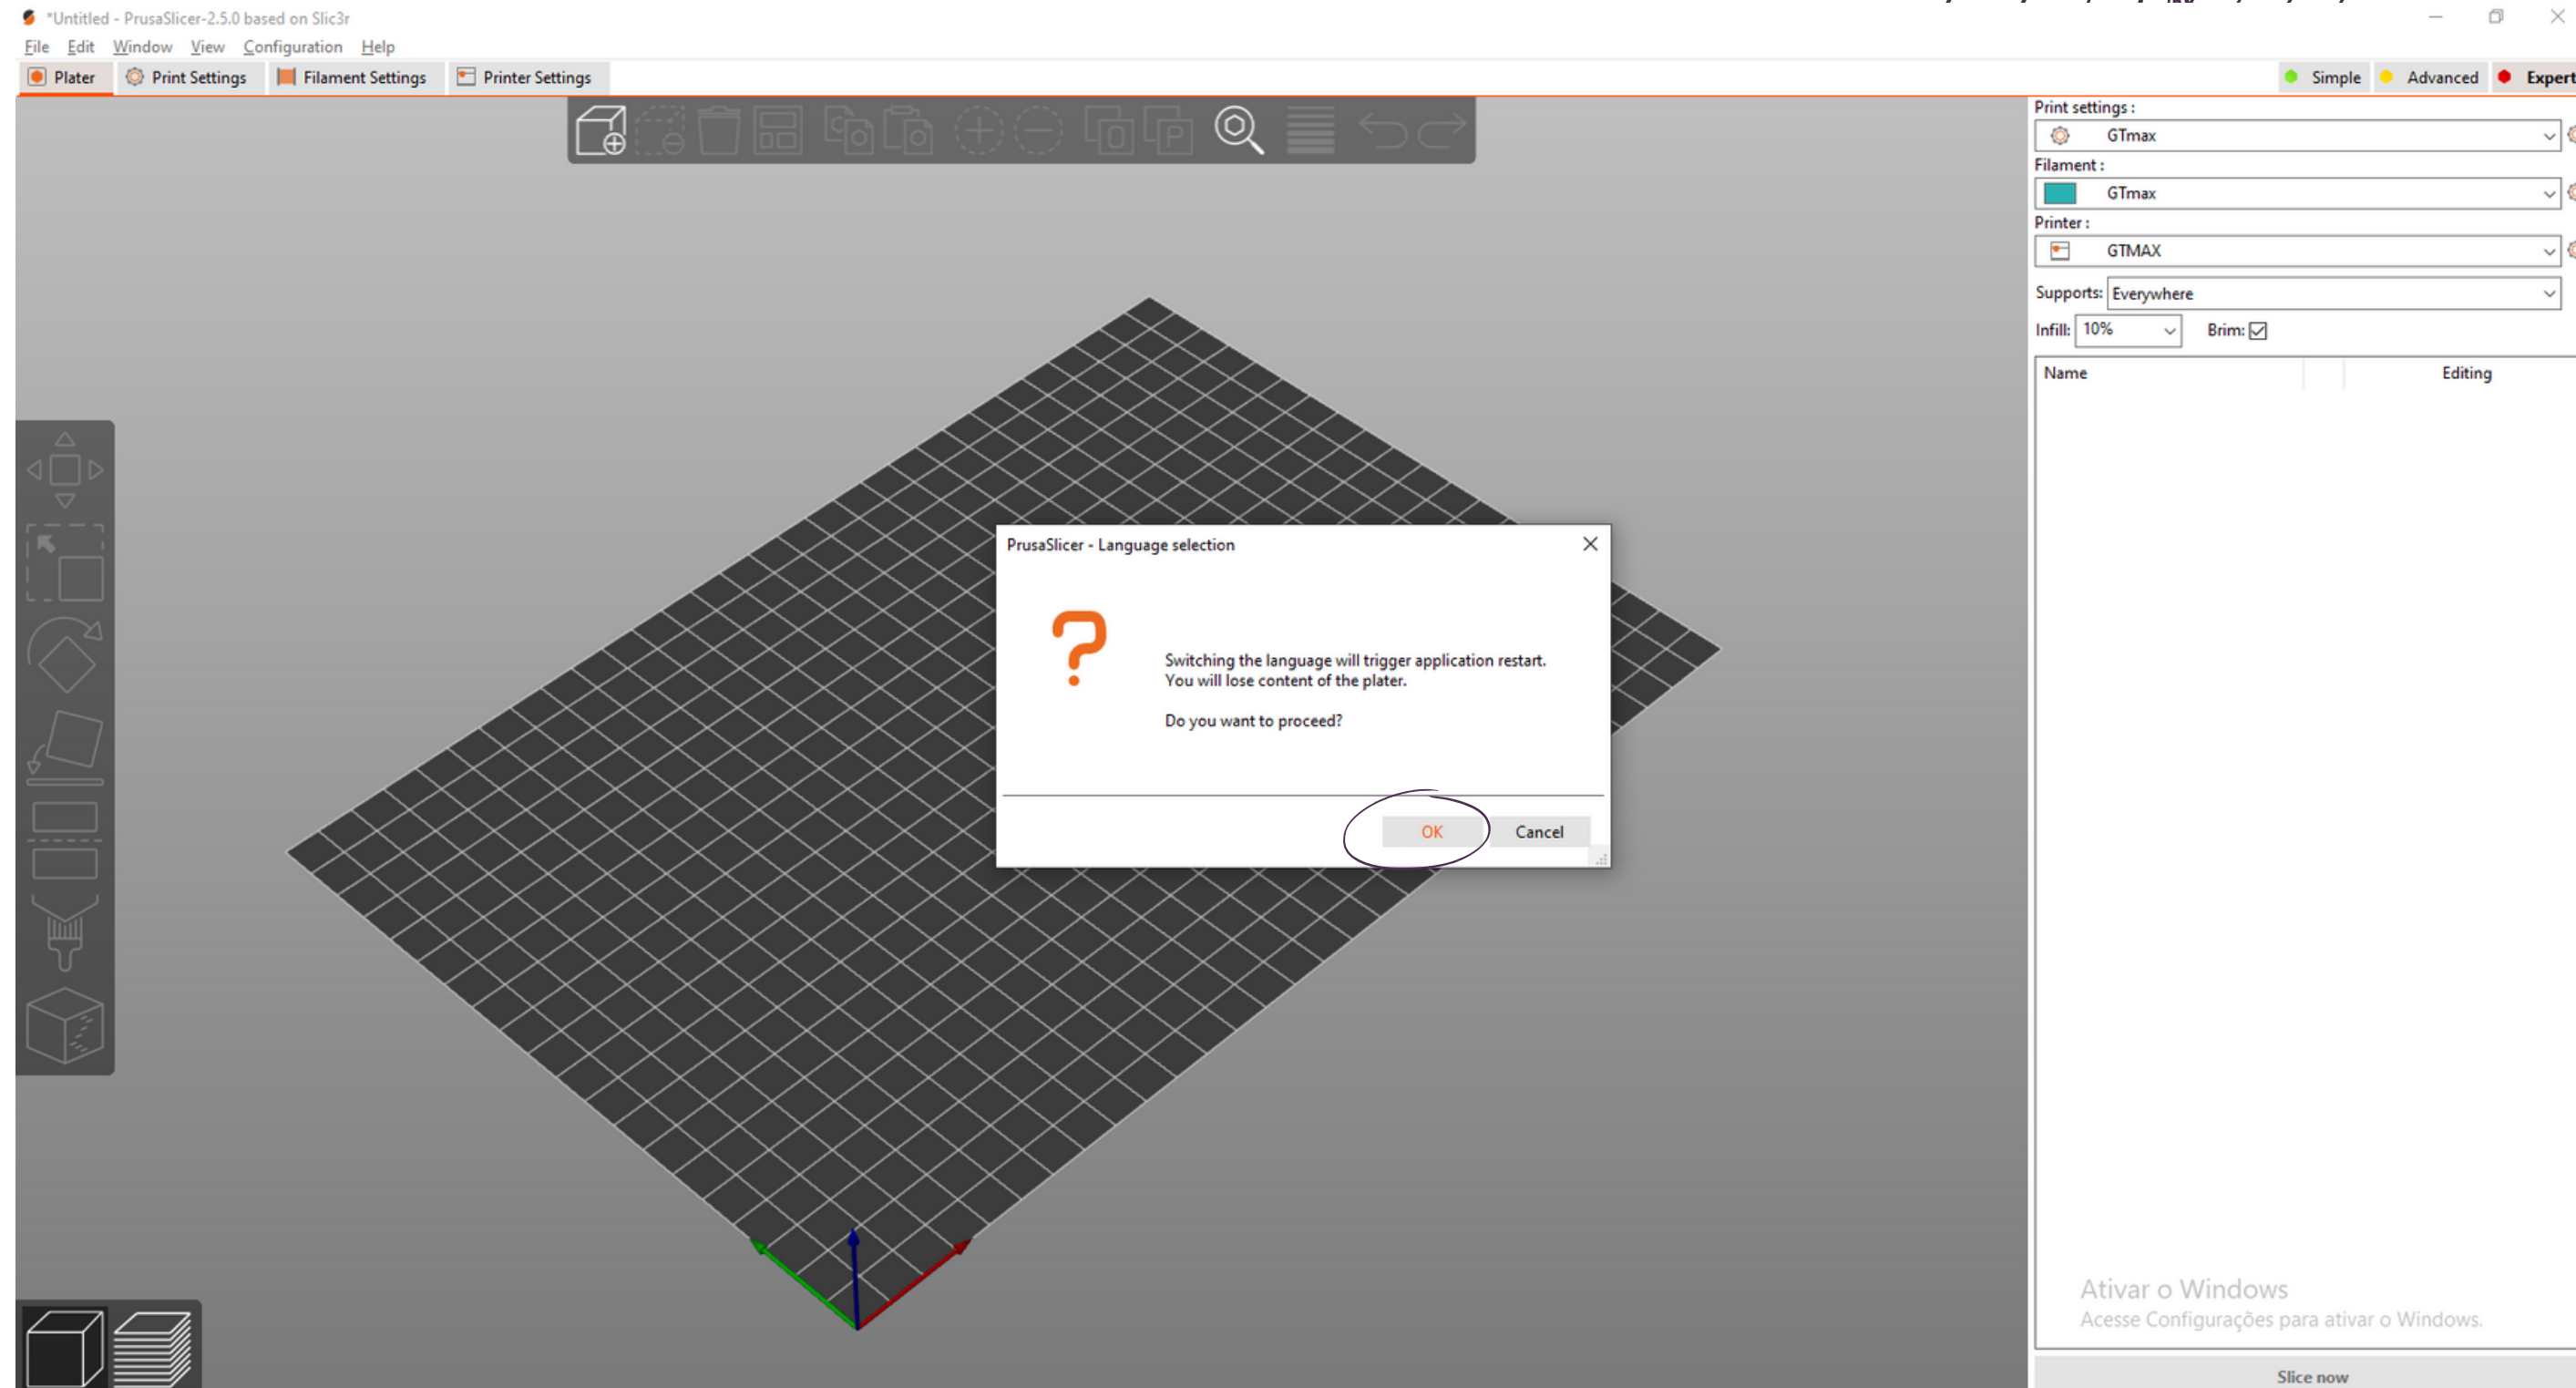 *Untitled - PrusaSlicer-2.5.0 based on Slic3r
File Edit Window View Configuration Help
Plater Print Settings Filament Settings Printer Settings
Simple Advanced Expert
Print settings :
GTmax
Filament :
GTmax
Printer :
GTMAX
Supports: Everywhere
Infill: 10% Brim:
Name Editing
PrusaSlicer - Language selection
Switching the language will trigger application restart.
You will lose content of the plater.
Do you want to proceed?
OK Cancel
Ativar o Windows
Acesse Configurações para ativar o Windows.
Slice now